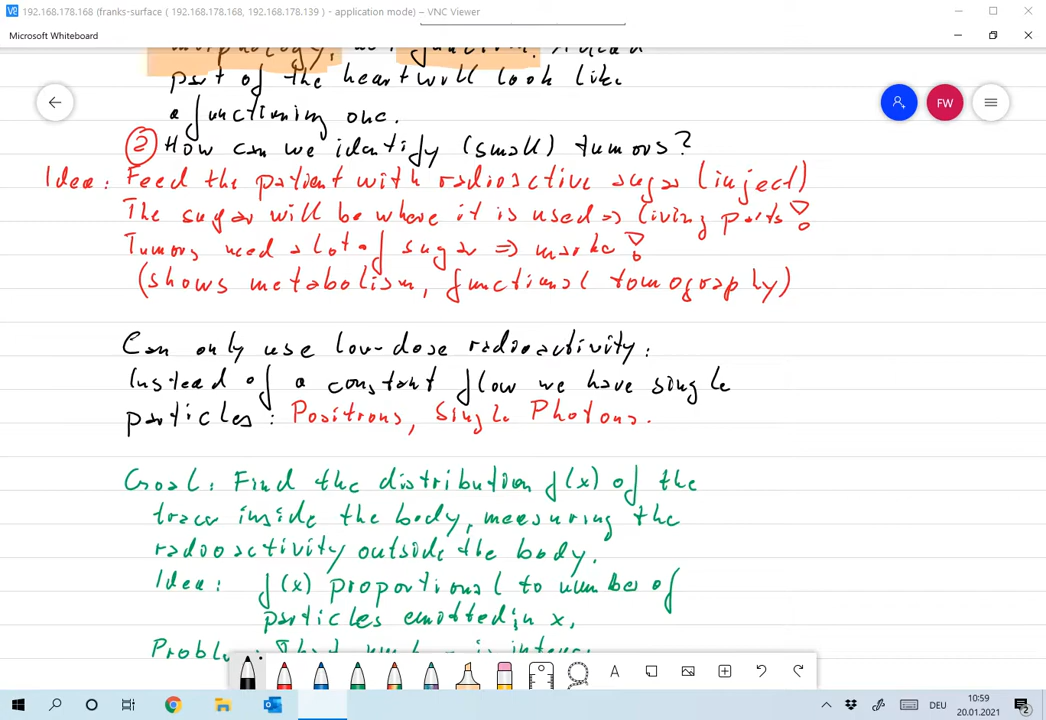 192.168.178.168 (franks-surface ( 192.168.178.168, 192.168.178.139 ) - application mode) – VNC Viewer
Microsoft Whiteboard
part of the heart will look like
a functioning one.
② How can we identify (small) tumors?
FW
Idea: Feed the patient with radioactive sugar (inject)
The sugar will be where it is used ⇒ living parts!
Tumors need a lot of sugar ⇒ marke!
(shows metabolism, functional tomography)
Can only use low-dose radioactivity:
Instead of a constant flow we have single
particles: Positrons, Single Photons.
Goal: Find the distribution f(x) of the
tracer inside the body, measuring the
radioactivity outside the body.
Idea: f(x) proportional to number of
particles emitted in x.
A
DEU
10:59
20.01.2021
2